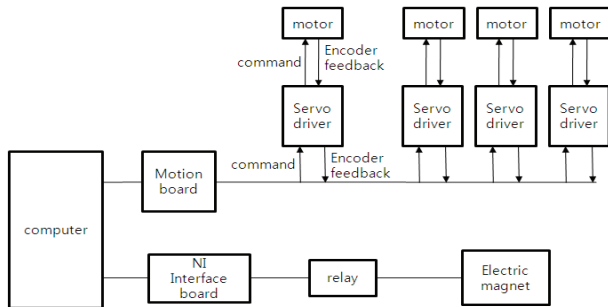 motor
motor
motor
motor
command
Encoder
feedback
Servo
driver
Servo
driver
Servo
driver
Servo
driver
command
Encoder
feedback
Motion
board
computer
NI
Interface
board
relay
Electric
magnet